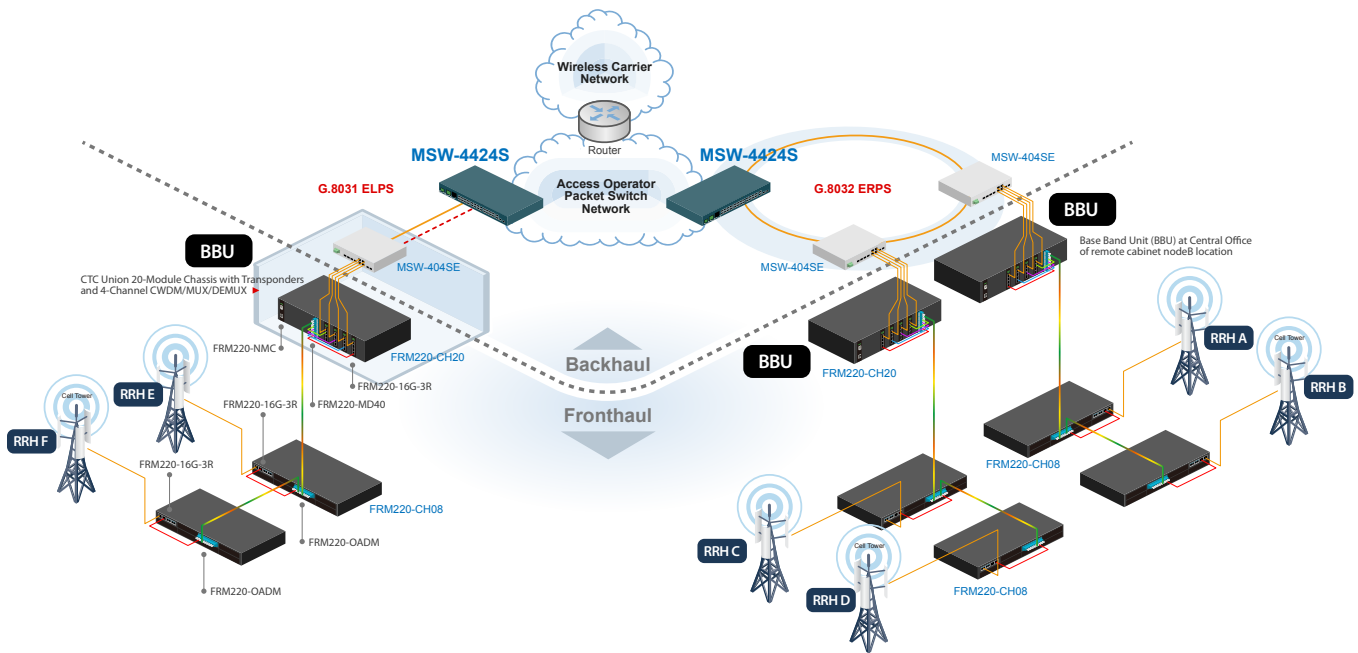 Wireless Carrier
Network
Router
MSW-4424S
MSW-4424S
MSW-404SE
G.8031 ELPS
Access Operator
Packet Switch
Network
G.8032 ERPS
BBU
BBU
Base Band Unit (BBU) at Central Office
of remote cabinet nodeB location
MSW-404SE
MSW-404SE
CTC Union 20-Module Chassis with Transponders
and 4-Channel CWDM/MUX/DEMUX
FRM220-NMC
FRM220-CH20
FRM220-16G-3R
FRM220-MD40
Backhaul
Fronthaul
BBU
FRM220-CH20
RRH A
Cell Tower
RRH B
RRH E
Cell Tower
RRH F
FRM220-16G-3R
FRM220-16G-3R
FRM220-CH08
FRM220-OADM
FRM220-OADM
FRM220-CH08
RRH C
Cell Tower
RRH D
FRM220-CH08